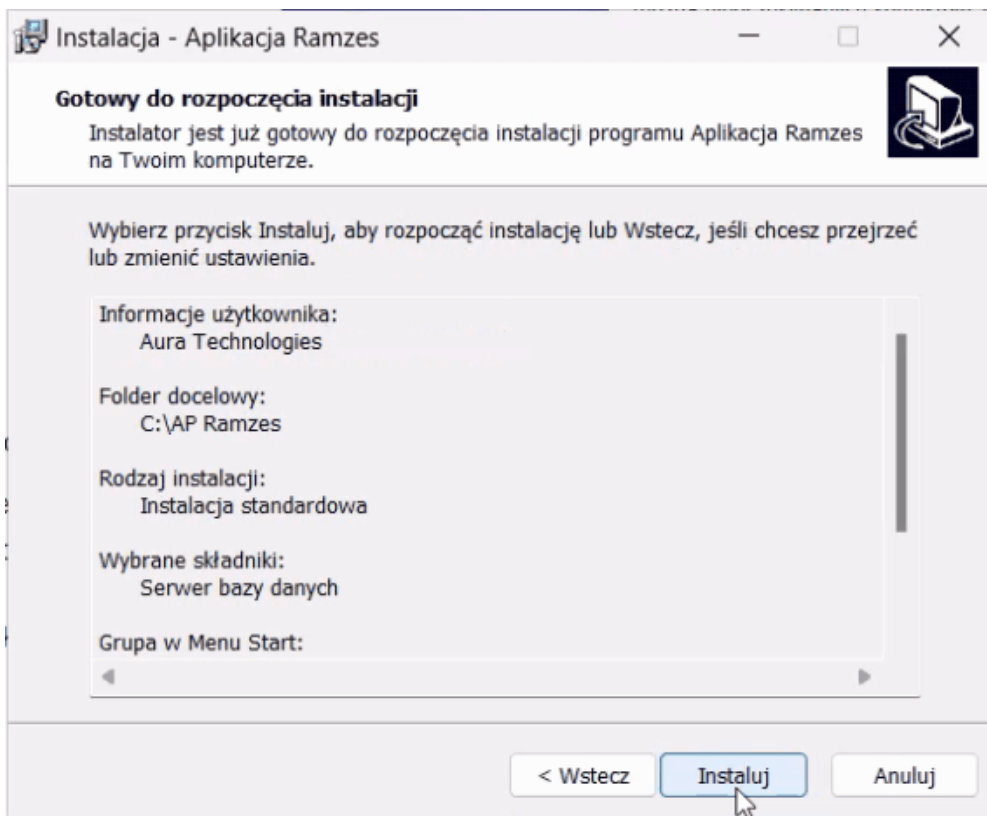 Instalacja - Aplikacja Ramzes
Gotowy do rozpoczęcia instalacji
Instalator jest już gotowy do rozpoczęcia instalacji programu Aplikacja Ramzes
na Twoim komputerze.
Wybierz przycisk Instaluj, aby rozpocząć instalację lub Wstecz, jeśli chcesz przejrzeć
lub zmienić ustawienia.
Informacje użytkownika:
Aura Technologies
Folder docelowy:
C:\AP Ramzes
Rodzaj instalacji:
Instalacja standardowa
Wybrane składniki:
Serwer bazy danych
Grupa w Menu Start:
< Wstecz
Instaluj
Anuluj